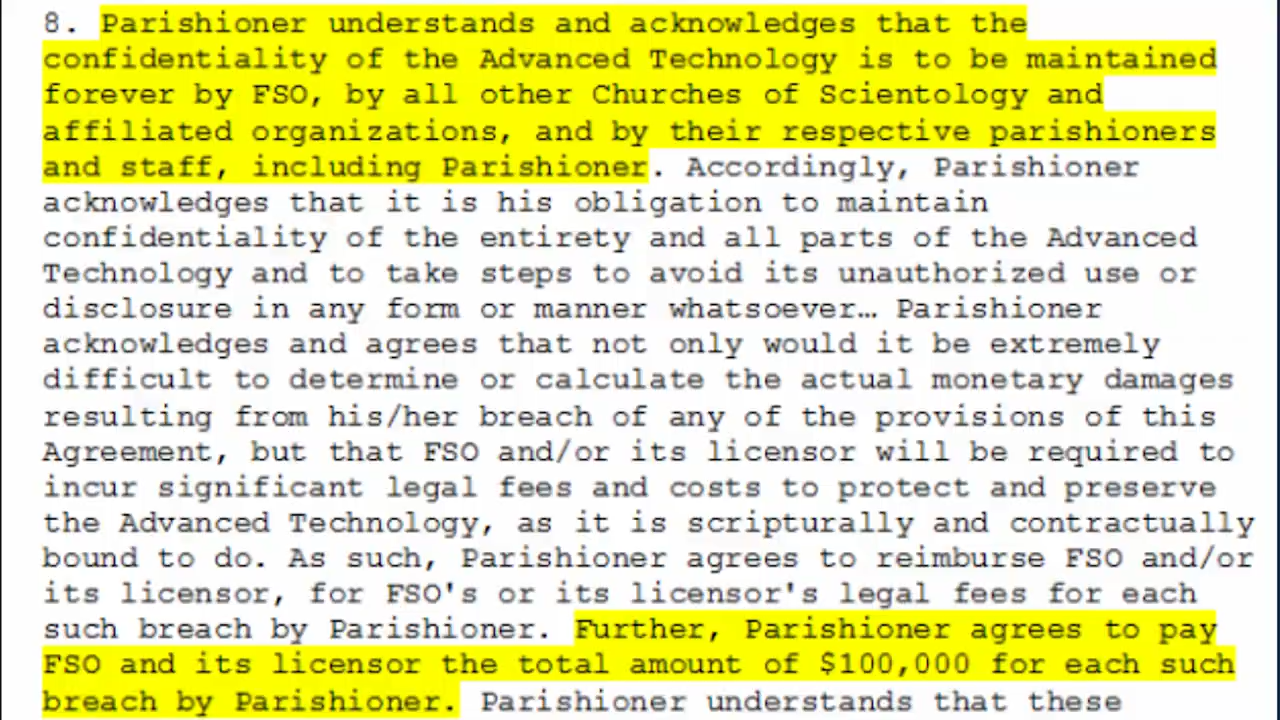 8. Parishioner understands and acknowledges that the
confidentiality of the Advanced Technology is to be maintained
forever by FSO, by all other Churches of Scientology and
affiliated organizations, and by their respective parishioners
and staff, including Parishioner. Accordingly, Parishioner
acknowledges that it is his obligation to maintain
confidentiality of the entirety and all parts of the Advanced
Technology and to take steps to avoid its unauthorized use or
disclosure in any form or manner whatsoever… Parishioner
acknowledges and agrees that not only would it be extremely
difficult to determine or calculate the actual monetary damages
resulting from his/her breach of any of the provisions of this
Agreement, but that FSO and/or its licensor will be required to
incur significant legal fees and costs to protect and preserve
the Advanced Technology, as it is scripturally and contractually
bound to do. As such, Parishioner agrees to reimburse FSO and/or
its licensor, for FSO's or its licensor's legal fees for each
such breach by Parishioner. Further, Parishioner agrees to pay
FSO and its licensor the total amount of $100,000 for each such
breach by Parishioner. Parishioner understands that these